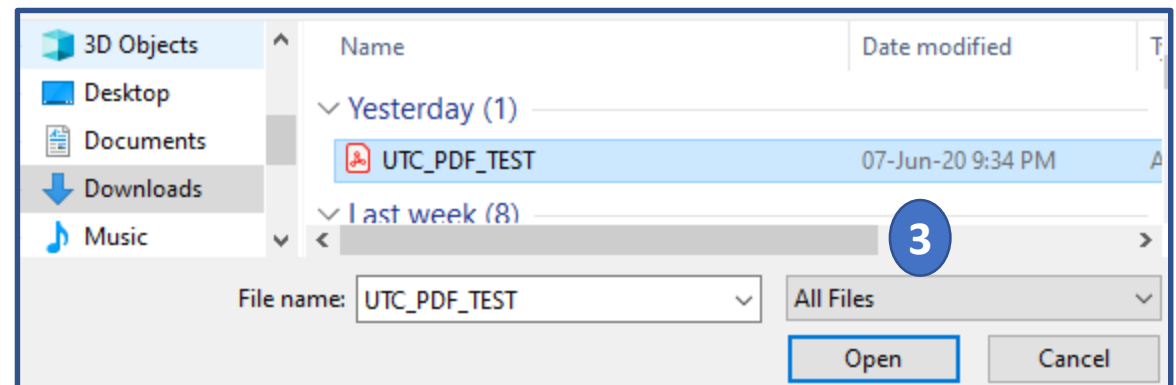 3D Objects
Desktop
Documents
Downloads
Music
Name Date modified
Yesterday (1)
UTC_PDF_TEST 07-Jun-20 9:34 PM
Last week (8)
3
File name: UTC_PDF_TEST All Files
Open Cancel